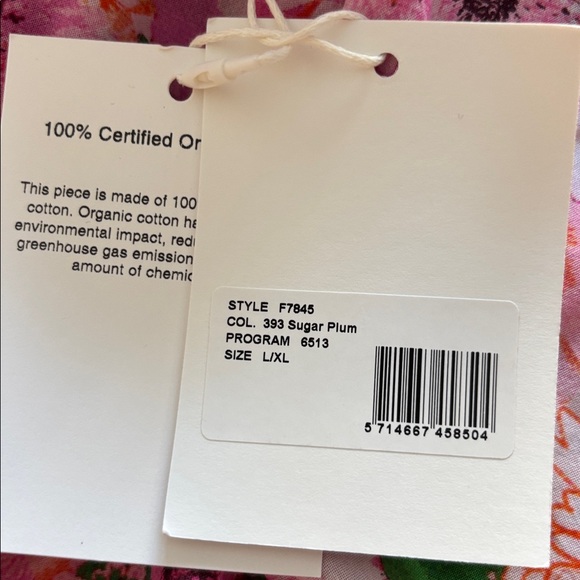 100% Certified Or
This piece is made of 100
cotton. Organic cotton ha
environmental impact, red
greenhouse gas emission
amount of chemic
STYLE F7845
COL. 393 Sugar Plum
PROGRAM 6513
SIZE L/XL
5 714667 458504